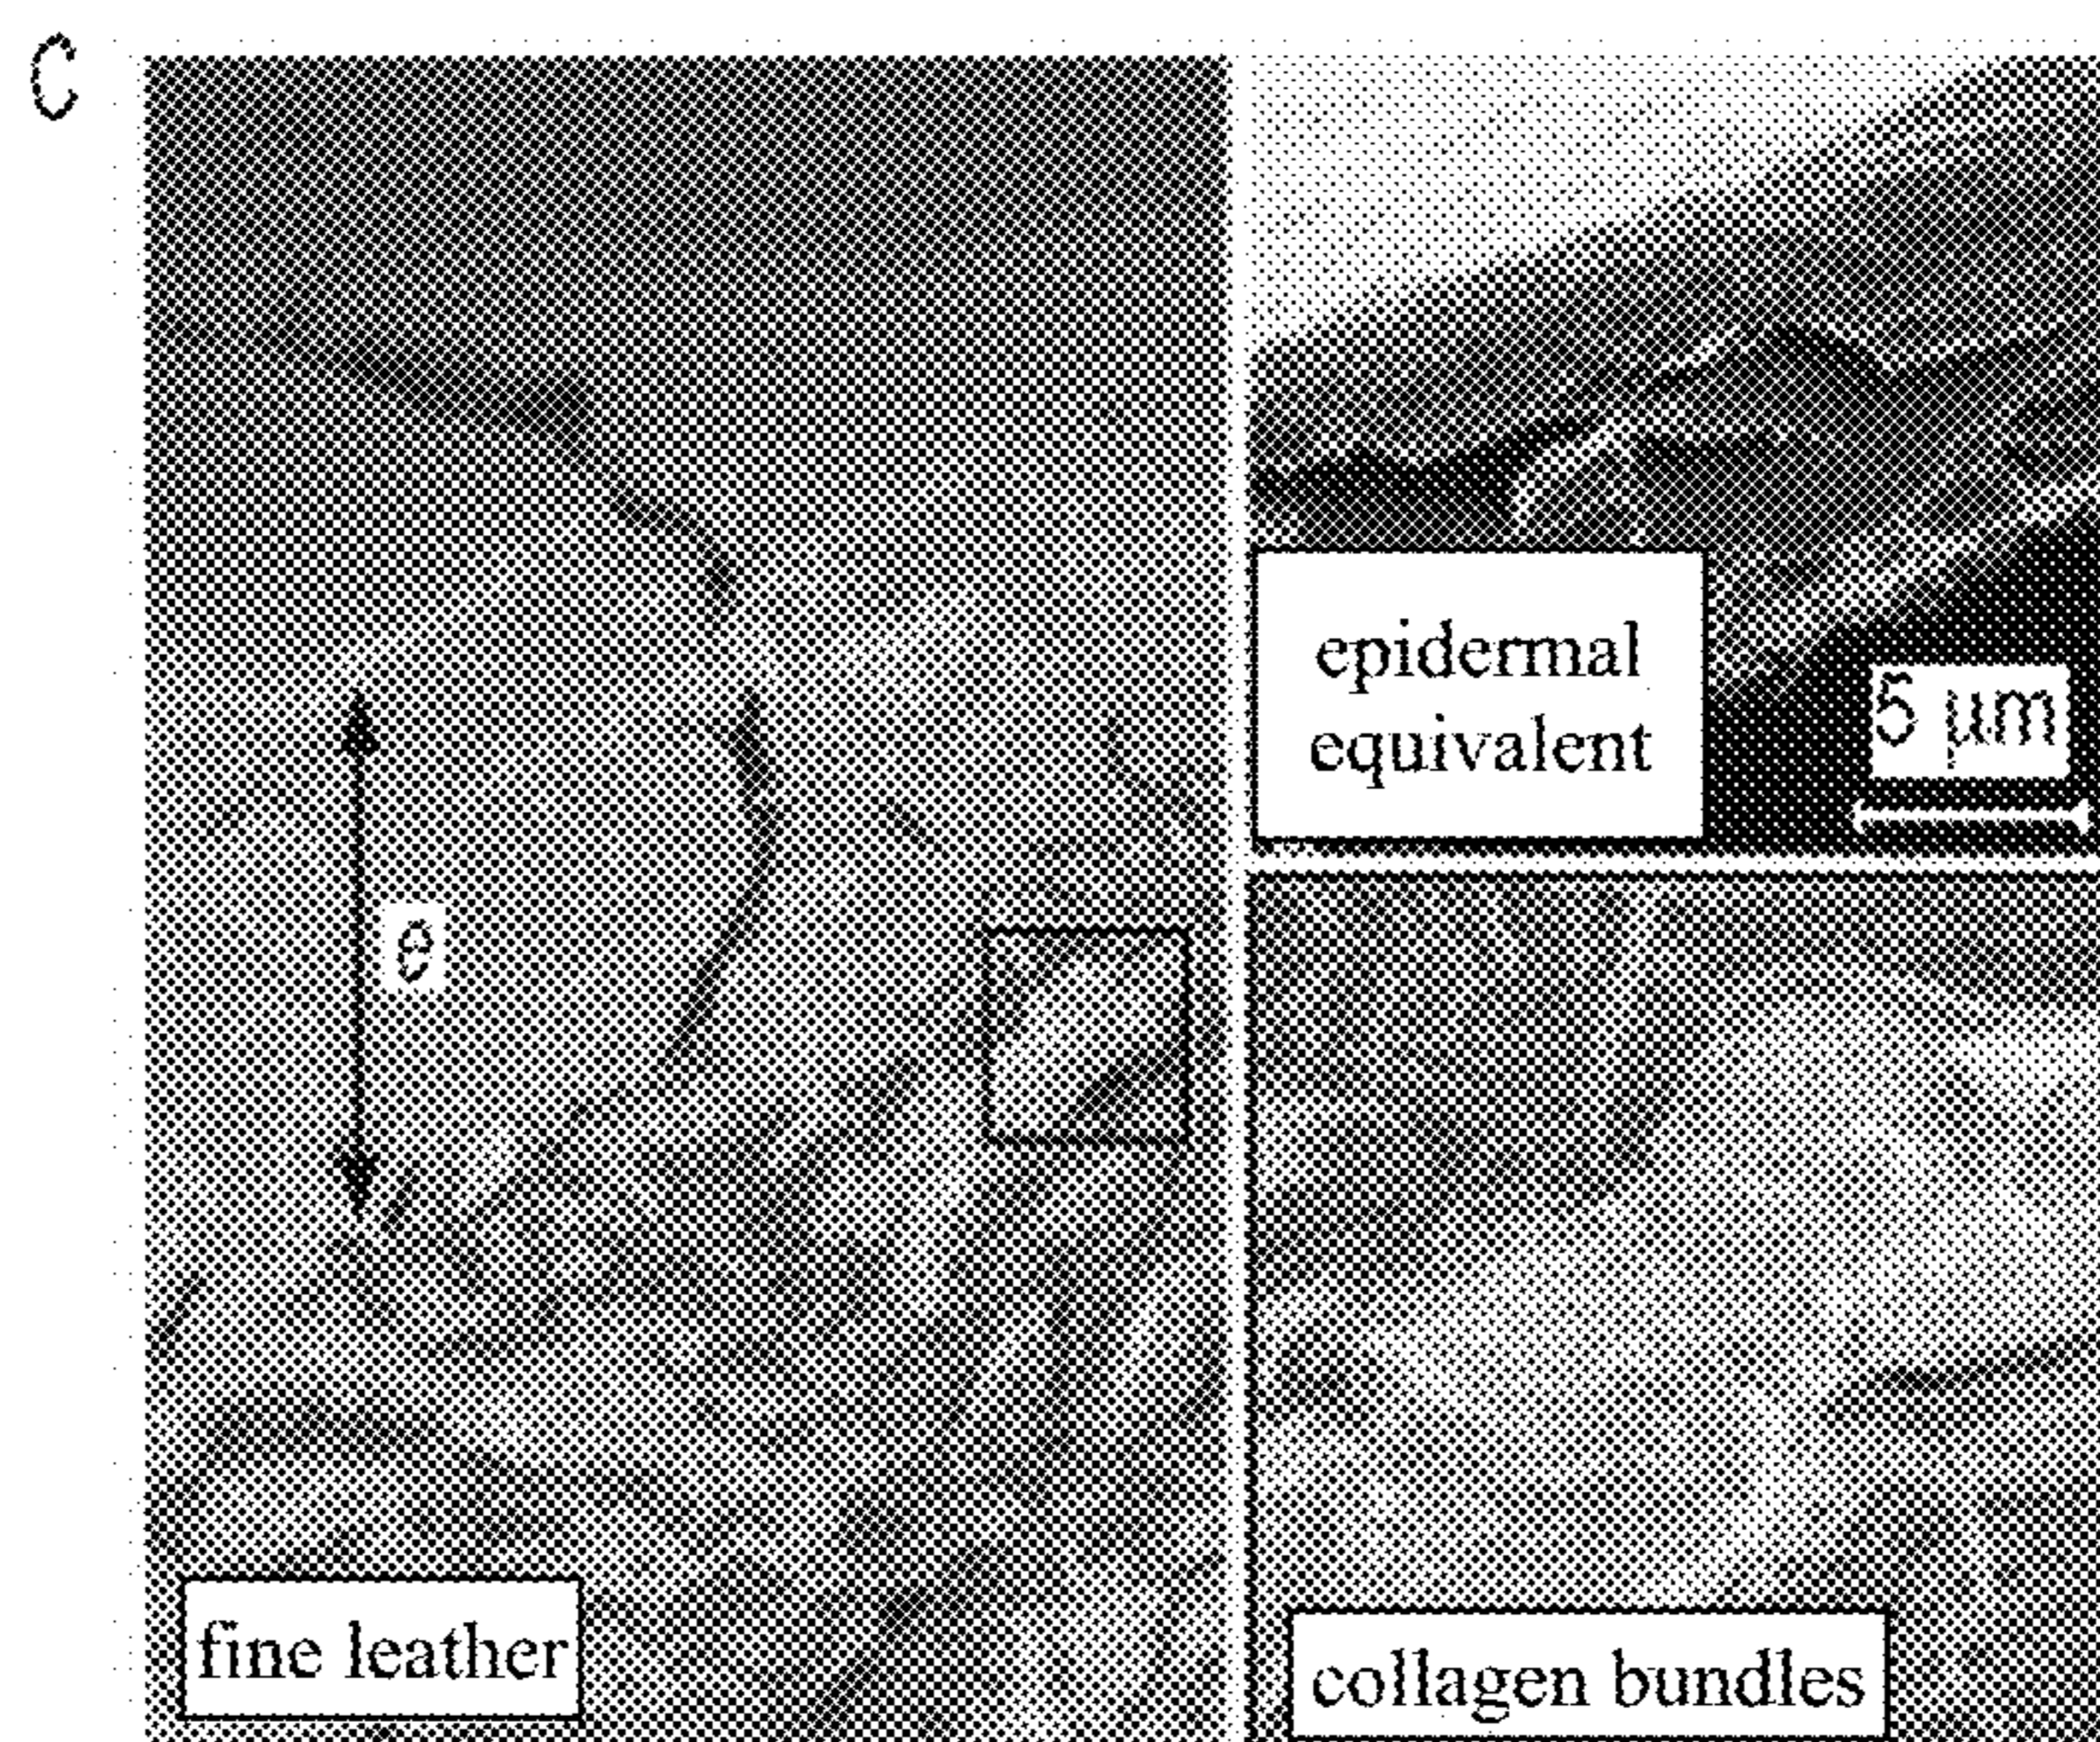 C
e
fine leather
epidermal
equivalent
5 μm
collagen bundles